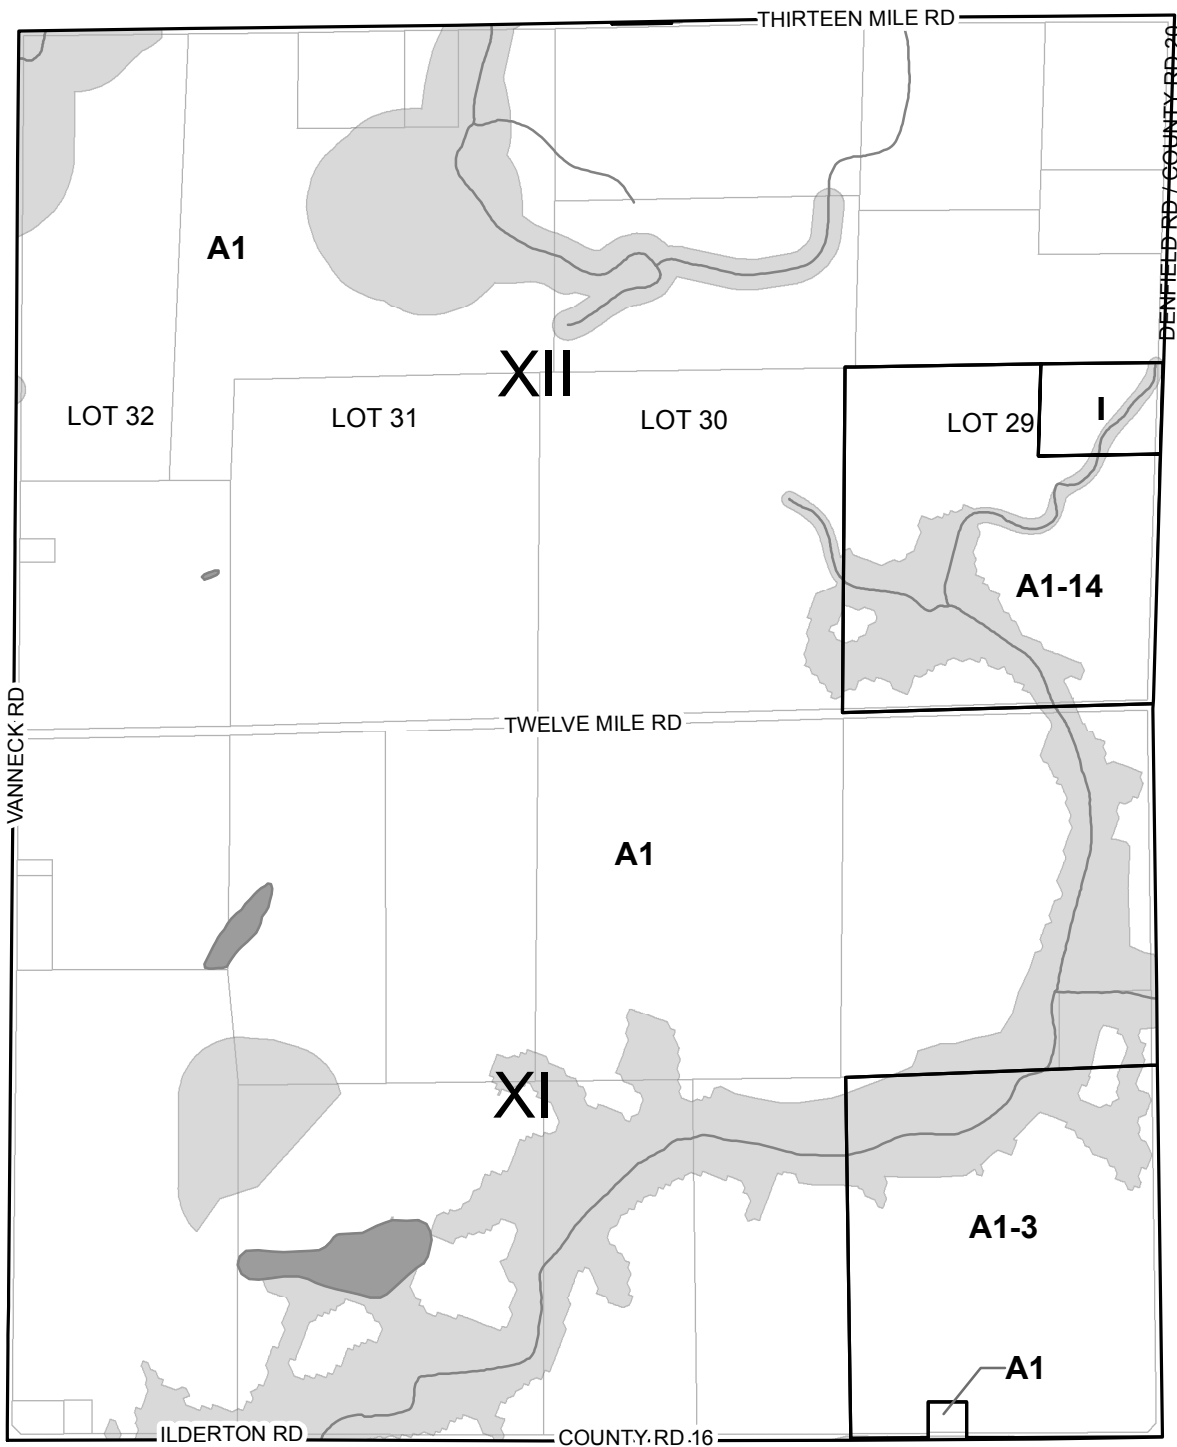 THIRTEEN MILE RD
DENFIELD RD / COUNTY RD 20
A1
XII
LOT 32
LOT 31
LOT 30
LOT 29
I
A1-14
VANNECK RD
TWELVE MILE RD
A1
XI
A1-3
A1
ILDERTON RD
COUNTY RD 16